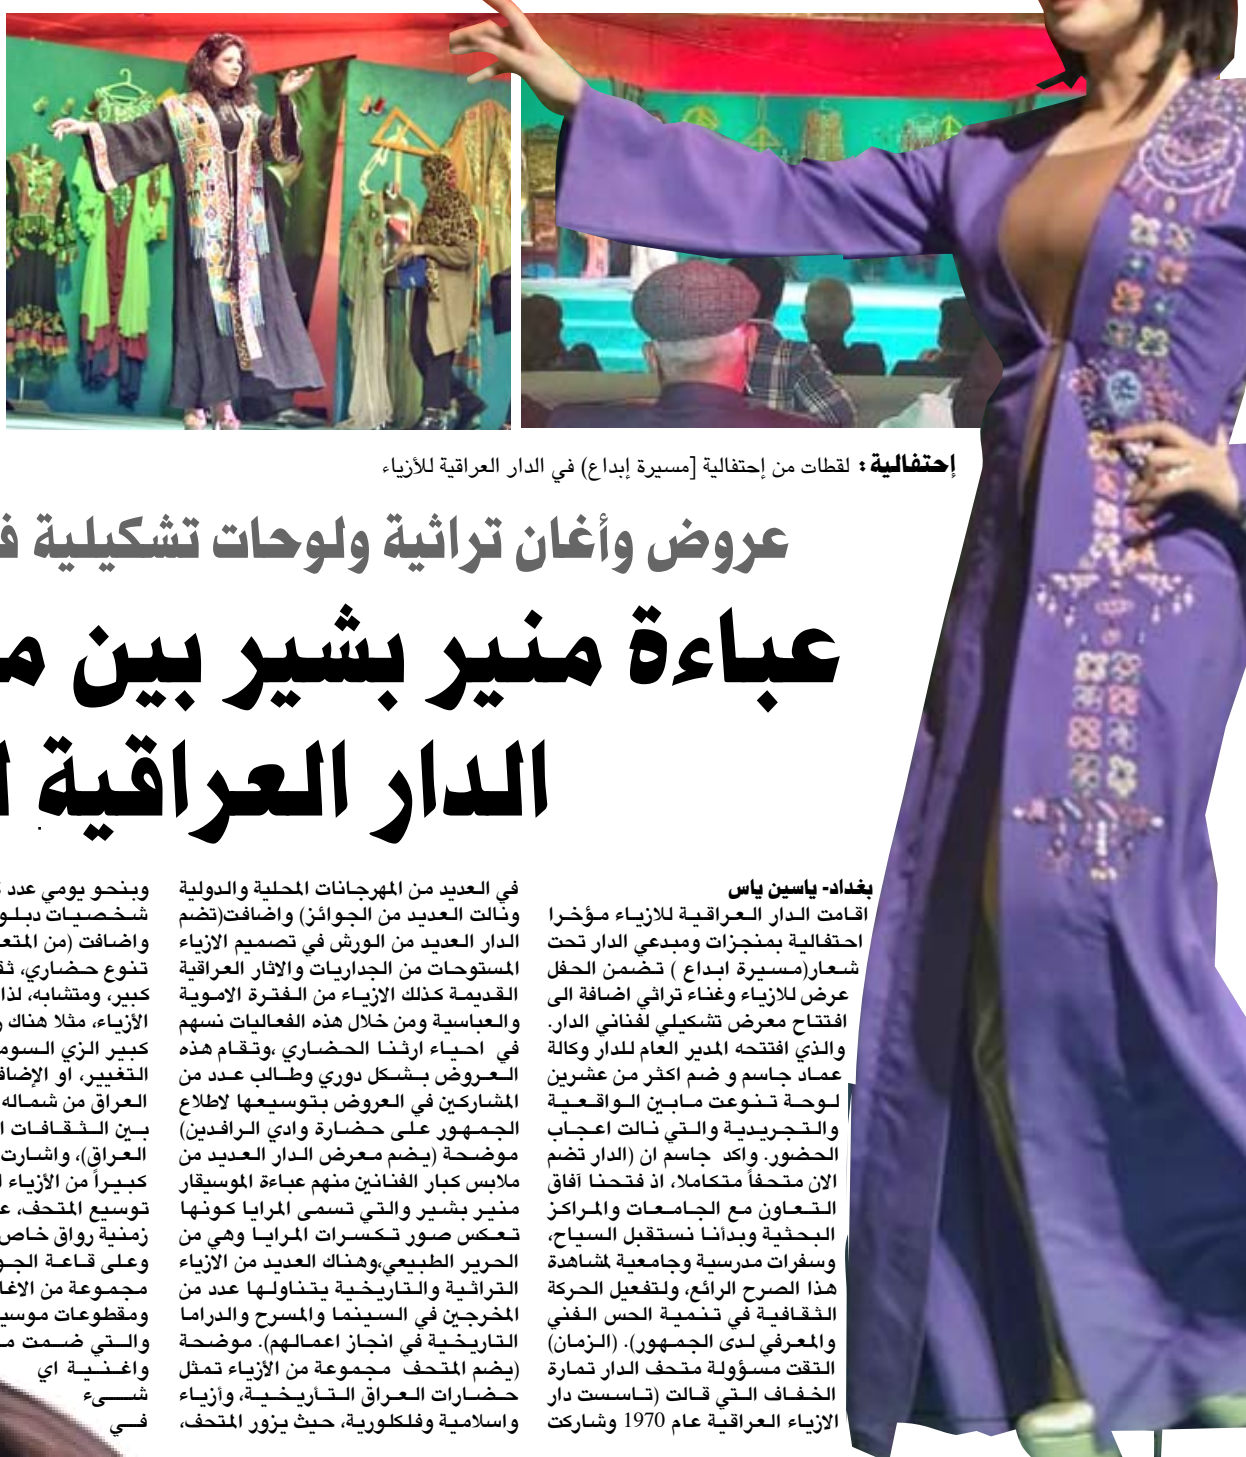 إحتفالية : لقطات من إحتفالية [مسيرة إبداع) في الدار العراقية للأزياء
عروض وأغان تراثية ولوحات تشكيلية
عباءة منير بشير بين
الدار العراقية
بغداد- ياسين ياس
اقامت الدار العراقية للازياء مؤخرا
احتفالية بمنجزات ومبدعي الدار تحت
شعار(مسيرة ابداع ) تضمن الحفل
عرض للازياء وغناء تراثي اضافة الى
افتتاح معرض تشكيلي لفناني الدار.
والذي افتتحه المدير العام للدار وكالة
عماد جاسم و ضم اكثر من عشرين
لوحة تنوعت مابين الواقعية
والتجريدية والتي نالت اعجاب
الحضور. واكد جاسم ان (الدار تضم
الان متحفاً متكاملا، اذ فتحنا آفاق
التعاون مع الجامعات والمراكز
البحثية وبدأنا نستقبل السياح،
وسفرات مدرسية وجامعية لمشاهدة
هذا الصرح الرائع، ولتفعيل الحركة
الثقافية في تنمية الحس الفني
والمعرفي لدى الجمهور). (الزمان)
التقت مسؤولة متحف الدار تمارة
الخفاف التي قالت (تاسست دار
الازياء العراقية عام 1970 وشاركت
في العديد من المهرجانات المحلية والدولية
ونالت العديد من الجوائز) واضافت(تضم
الدار العديد من الورش في تصميم الازياء
المستوحات من الجداريات والاثار العراقية
القديمة كذلك الازياء من الفترة الاموية
والعباسية ومن خلال هذه الفعاليات نسهم
في احياء ارثنا الحضاري ،وتقام هذه
العروض بشكل دوري وطالب عدد من
المشاركين في العروض بتوسيعها لاطلاع
الجمهور على حضارة وادي الرافدين)
موضحة (يضم معرض الدار العديد من
ملابس كبار الفنانين منهم عباءة الموسيقار
منير بشير والتي تسمى المرايا كونها
تعكس صور تكسرات المرايا وهي من
الحرير الطبيعي،وهناك العديد من الازياء
التراثية والتاريخية يتناولها عدد من
المخرجين في السينما والمسرح والدراما
التاريخية في انجاز اعمالهم). موضحة
(يضم المتحف مجموعة من الأزياء تمثل
حضارات العراق التأريخية، وأزياء
واسلامية وفلكلورية، حيث يزور المتحف،
وبنحو يومي عدد
شخصيات
واضافت (من
تنوع حضاري،
كبير، ومتشابه، لذا
الأزياء، مثلا هناك
كبير الزي
التغيير، او
العراق من شماله
بين الثقافات
العراق)، واشارت
كبيراً من الأزياء
توسيع المتحف،
زمنية رواق خاص
وعلى قاعة
مجموعة من
ومقطوعات
والتي ضمت
واغنية اي
شيء
في